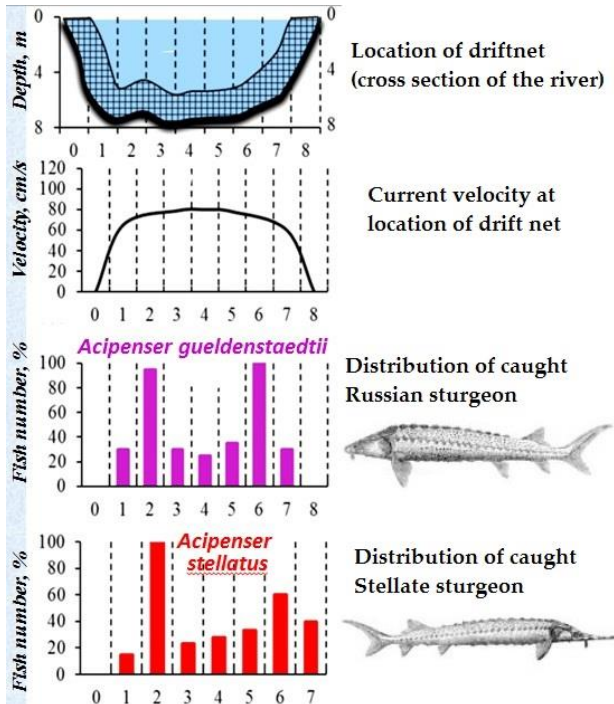 Depth, m
0
4
8
0
4
8
0 1 2 3 4 5 6 7 8
Location of driftnet
(cross section of the river)
Velocity, cm/s
120
100
80
60
40
20
0
0 1 2 3 4 5 6 7 8
Current velocity at
location of drift net
Fish number, %
Acipenser gueldenstaedtii
100
80
60
40
20
0
0 1 2 3 4 5 6 7 8
Distribution of caught
Russian sturgeon
Fish number, %
Acipenser
stellatus
100
80
60
40
20
0
0 1 2 3 4 5 6 7
Distribution of caught
Stellate sturgeon